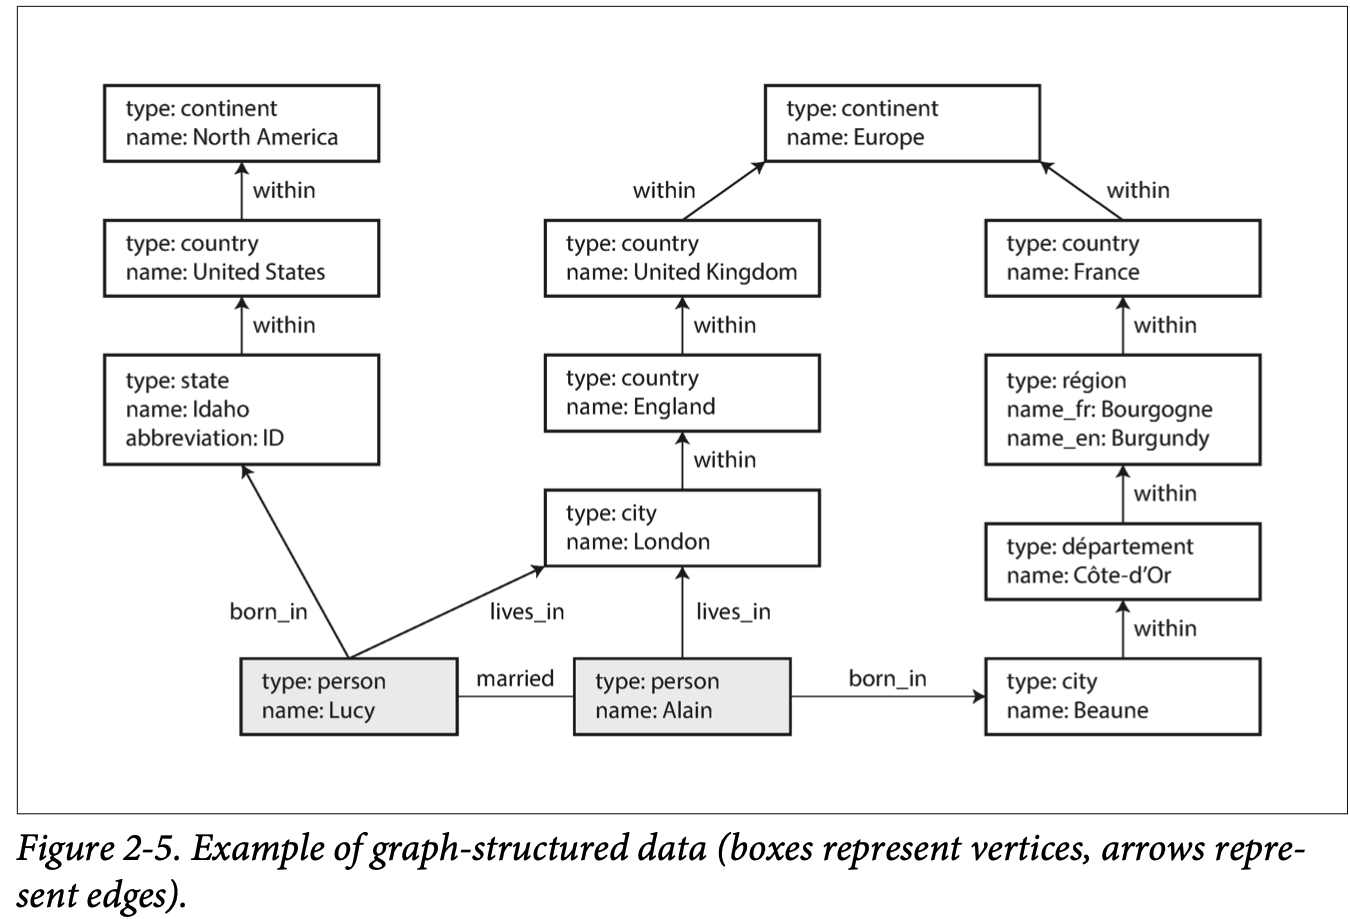 type: continent
name: North America
type: continent
name: Europe
within
within
within
type: country
name: United States
type: country
name: United Kingdom
type: country
name: France
within
within
within
type: state
name: Idaho
abbreviation: ID
type: country
name: England
type: région
name_fr: Bourgogne
name_en: Burgundy
within
within
type: city
name: London
type: département
name: Côte-d’Or
born_in
lives_in
lives_in
within
type: person
name: Lucy
married
type: person
name: Alain
born_in
type: city
name: Beaune
Figure 2-5. Example of graph-structured data (boxes represent vertices, arrows repre-
sent edges).